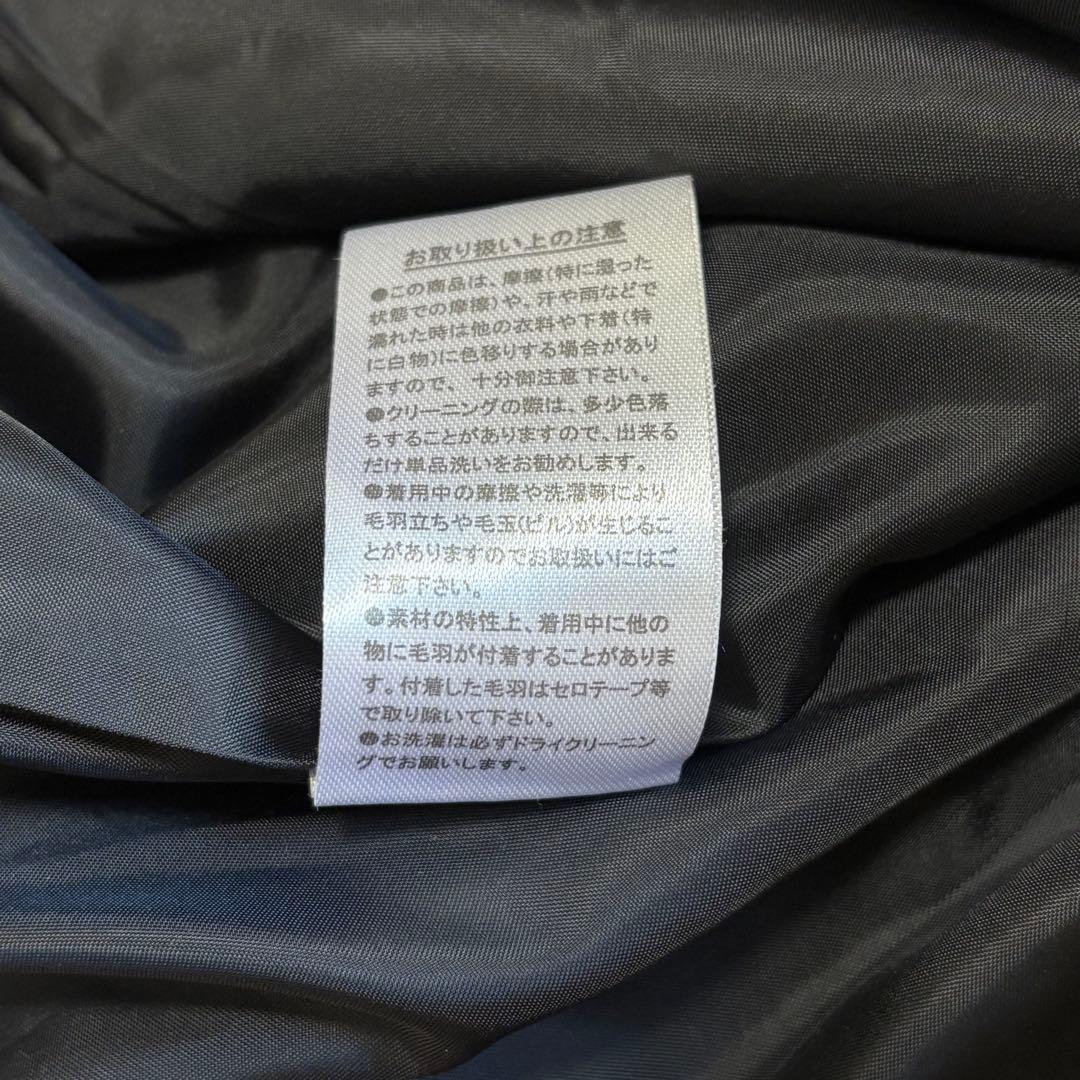 お取り扱い上の注意
●この商品は、摩擦(特に湿った
状態での摩擦)や、汗や雨などで
濡れた時は他の衣料や下着(特
に白物)に色移りする場合があり
ますので、十分御注意下さい。
●クリーニングの際は、多少色落
ちすることがありますので、出来る
だけ単品洗いをお勧めします。
●着用中の摩擦や洗濯等により
毛羽立ちや毛玉(ピル)が生じるこ
とがありますのでお取扱いにはご
注意下さい。
●素材の特性上、着用中に他の
物に毛羽が付着することがありま
す。付着した毛羽はセロテープ等
で取り除いて下さい。
●お洗濯は必ずドライクリーニン
グでお願いします。